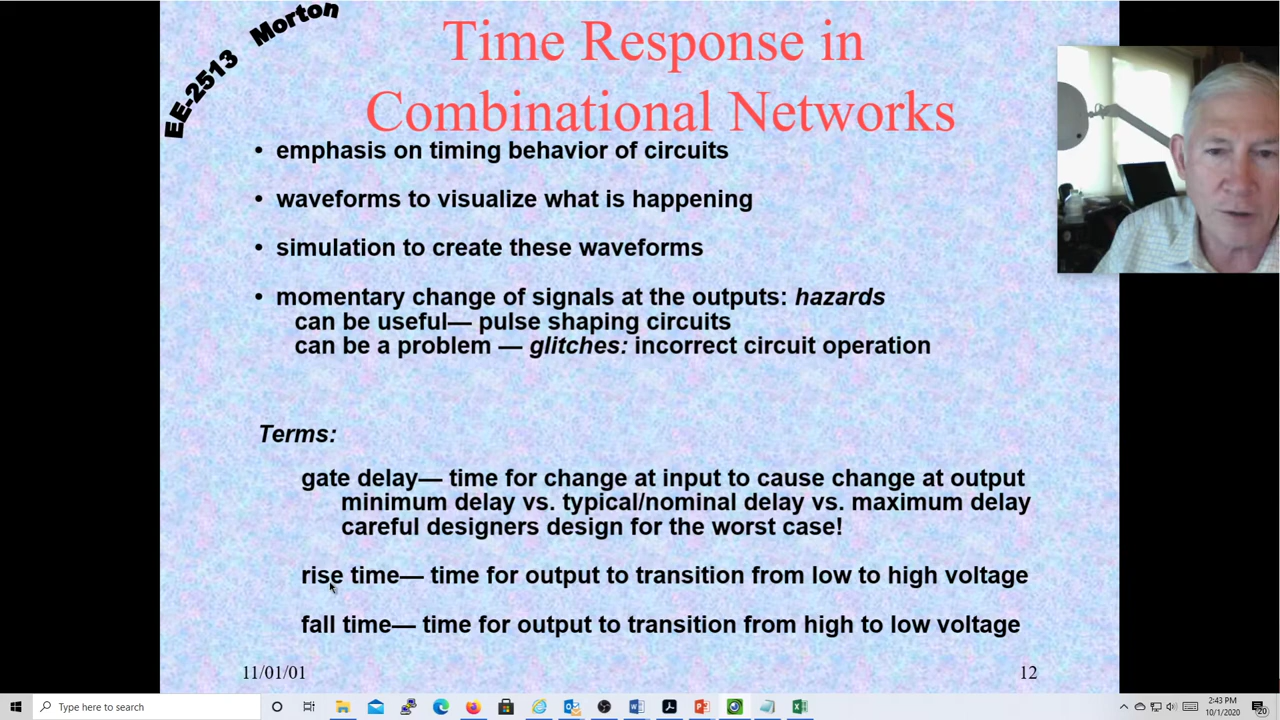 EE-2513 Morton
Time Response in
Combinational Networks
• emphasis on timing behavior of circuits
• waveforms to visualize what is happening
• simulation to create these waveforms
• momentary change of signals at the outputs: hazards
can be useful— pulse shaping circuits
can be a problem — glitches: incorrect circuit operation
Terms:
gate delay— time for change at input to cause change at output
minimum delay vs. typical/nominal delay vs. maximum delay
careful designers design for the worst case!
rise time— time for output to transition from low to high voltage
fall time— time for output to transition from high to low voltage
11/01/01
12
Type here to search
2:43 PM
10/1/2020
20